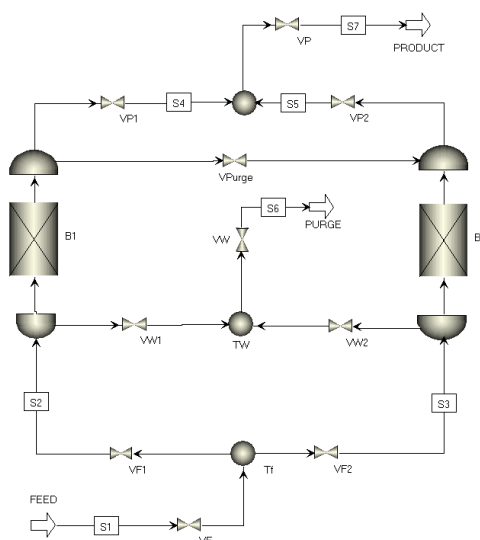 S7
VP
PRODUCT
S4
S5
VP1
VP2
VPurge
S6
PURGE
VW
B1
B
VW1
TW
VW2
S2
S3
VF1
Tf
VF2
FEED
S1